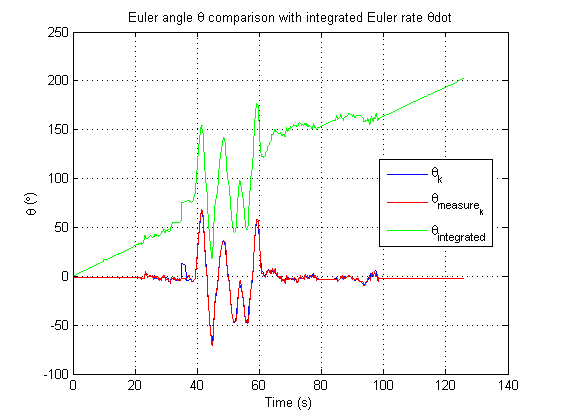 Euler angle θ comparison with integrated Euler rate θdot
250
200
150
100
50
0
-50
-100
θ (°)
θk
θmeasurek
θintegrated
0 20 40 60 80 100 120 140
Time (s)